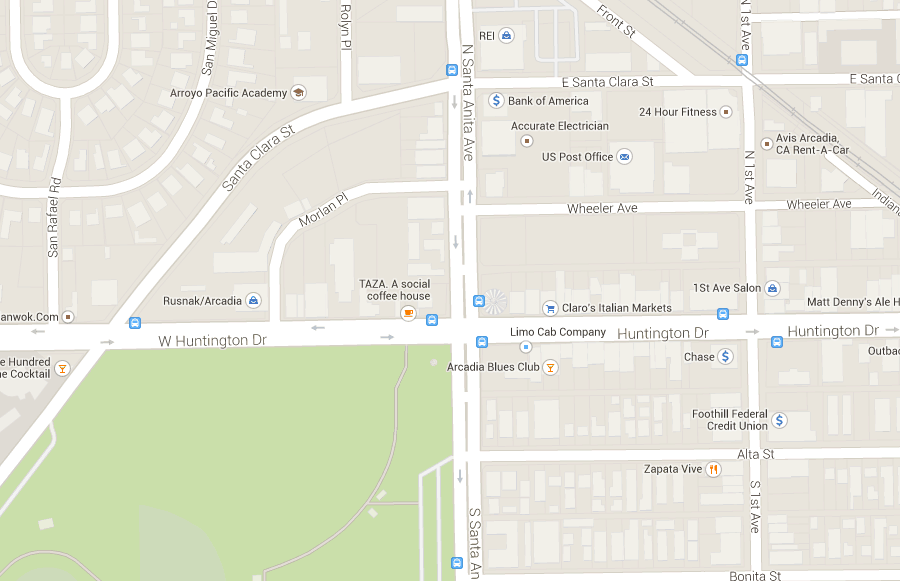 Rolyn Pl
San Miguel D
N Santa Anita Ave
REI
Front St
N 1st Ave
E Santa Clara St
E Santa C
Arroyo Pacific Academy
Bank of America
24 Hour Fitness
Accurate Electrician
US Post Office
Avis Arcadia,
CA Rent-A-Car
Santa Clara St
N 1st Ave
San Rafael Rd
Morlan Pl
Wheeler Ave
Wheeler Ave
Indiana
TAZA. A social
coffee house
1St Ave Salon
Rusnak/Arcadia
Claro's Italian Markets
Matt Denny's Ale H
anwok.Com
W Huntington Dr
Limo Cab Company
Huntington Dr
Huntington Dr
e Hundred
ne Cocktail
Arcadia Blues Club
Chase
Outba
Foothill Federal
Credit Union
Alta St
Zapata Vive
S 1st Ave
S Santa An
Bonita St